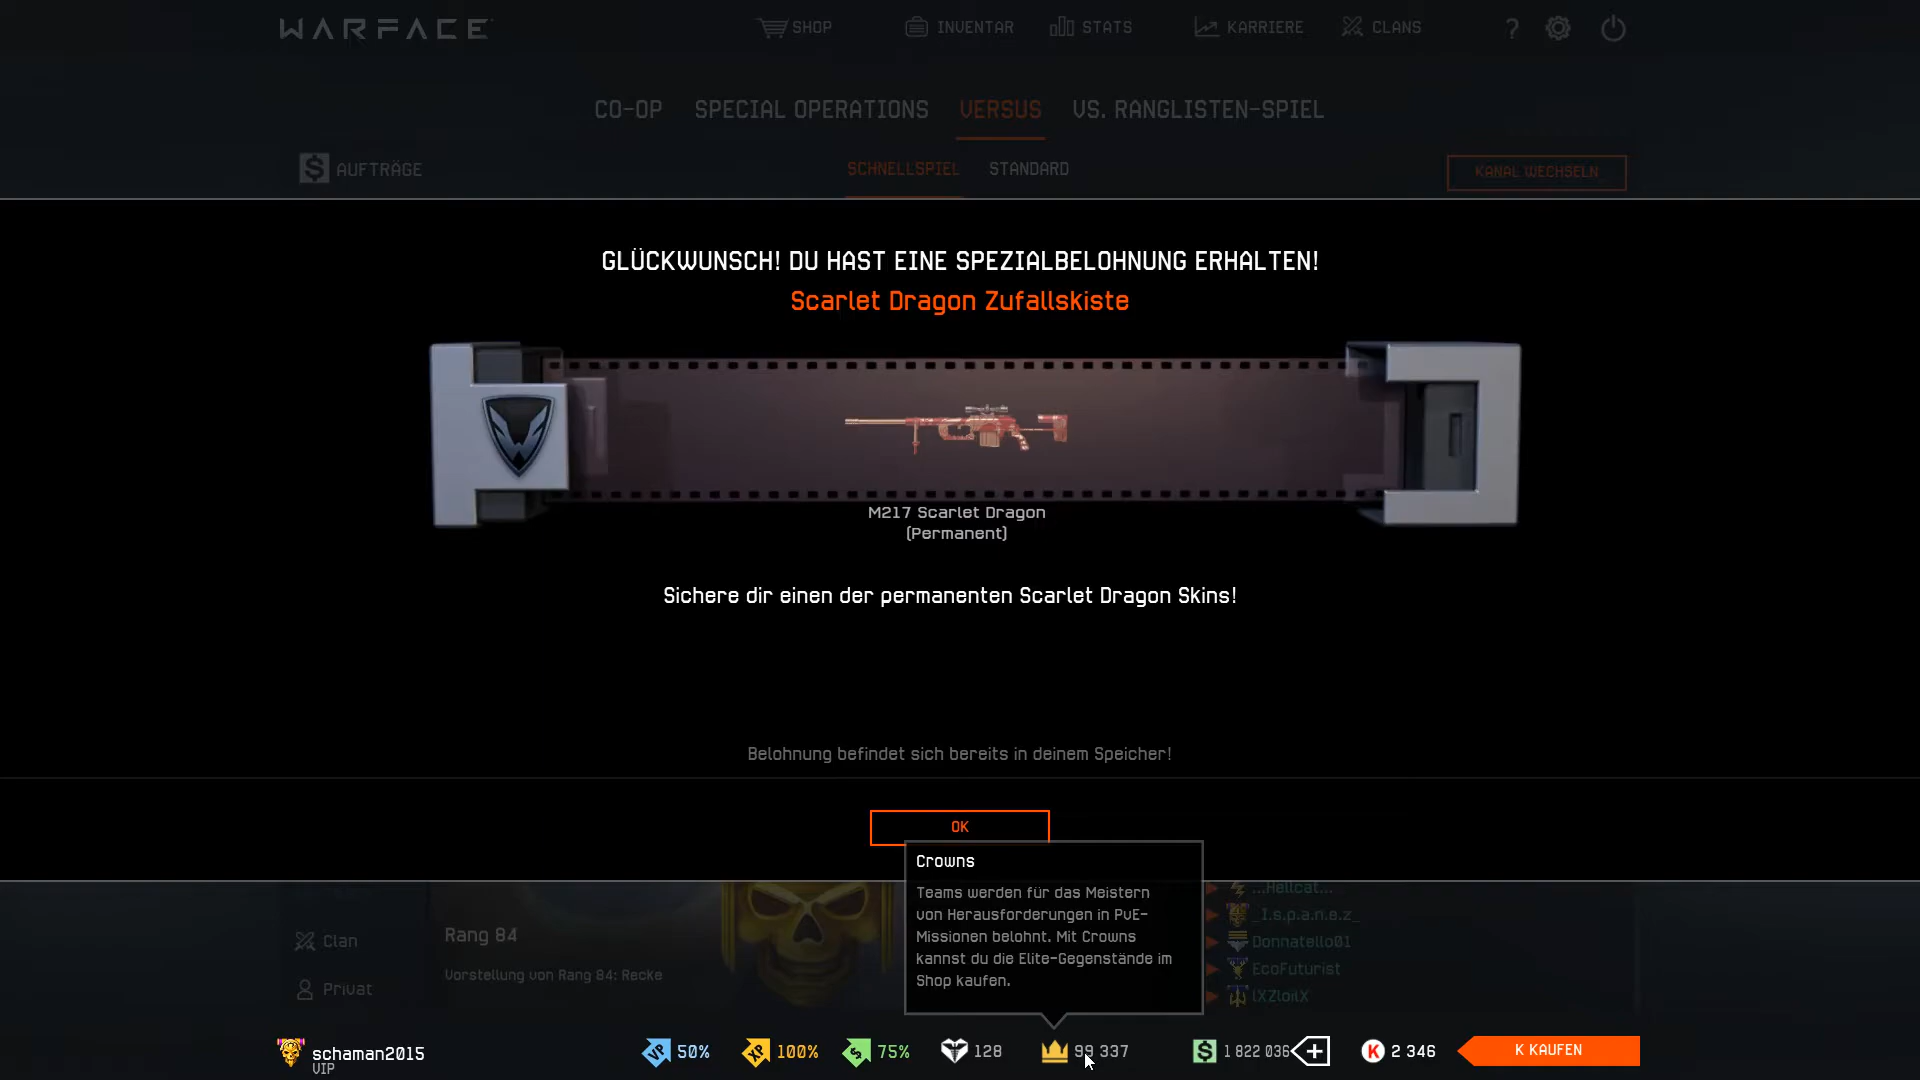 WARFACE
SHOP INVENTAR STATS KARRIERE CLANS ?
CO-OP SPECIAL OPERATIONS VERSUS VS. RANGLISTEN-SPIEL
$ AUFTRÄGE
SCHNELLSPIEL STANDARD
KANAL WECHSELN
GLÜCKWUNSCH! DU HAST EINE SPEZIALBELOHNUNG ERHALTEN!
Scarlet Dragon Zufallskiste
M217 Scarlet Dragon
(Permanent)
Sichere dir einen der permanenten Scarlet Dragon Skins!
Belohnung befindet sich bereits in deinem Speicher!
OK
Crowns
Teams werden für das Meistern
von Herausforderungen in PvE-
Missionen belohnt. Mit Crowns
kannst du die Elite-Gegenstände im
Shop kaufen.
Clan
Privat
Rang 84
Vorstellung von Rang 84: Recke
...Hellcat...
_I.s.p.a.n.e.z_
Donnatello01
EcoFuturist
lXZloilX
schaman2015
VIP
VP 50% XP 100% $ 75% 128 99 337 $ 1 822 036 K 2 346
K KAUFEN